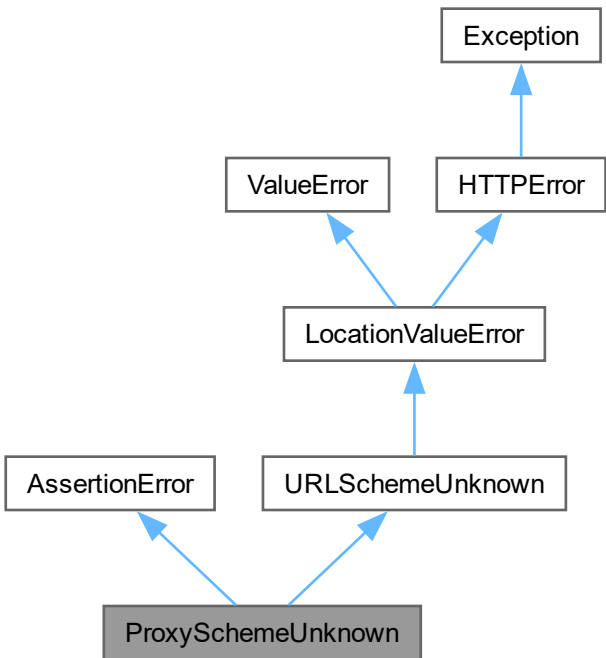 Exception
ValueError
HTTPError
LocationValueError
AssertionError
URLSchemeUnknown
ProxySchemeUnknown